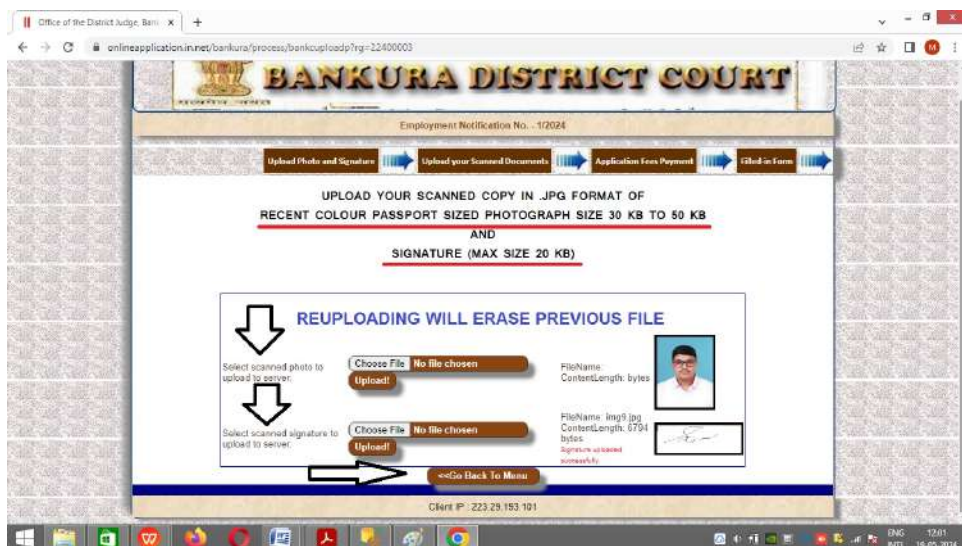 Office of the District Judge, Ban
onlineapplication.in.net/bankura/process/bankcuploadp?rg=22400003
BANKURA DISTRICT COURT
Employment Notification No. . 1/2024
Upload Photo and Signature
Upload your Scanned Documents
Application Fees Payment
Filled-in Form
UPLOAD YOUR SCANNED COPY IN .JPG FORMAT OF
RECENT COLOUR PASSPORT SIZED PHOTOGRAPH SIZE 30 KB TO 50 KB
AND
SIGNATURE (MAX SIZE 20 KB)
REUPLOADING WILL ERASE PREVIOUS FILE
Select scanned photo to
upload to server.
Choose File No file chosen
Upload!
FileName:
ContentLength: bytes
Select scanned signature to
upload to server.
Choose File No file chosen
Upload!
FileName: img9.jpg
ContentLength: 6794
bytes
Signature uploaded
successfully
<<Go Back To Menu
Client IP : 223.29.193.101
ENG
INTL
12:01
16-05-2024